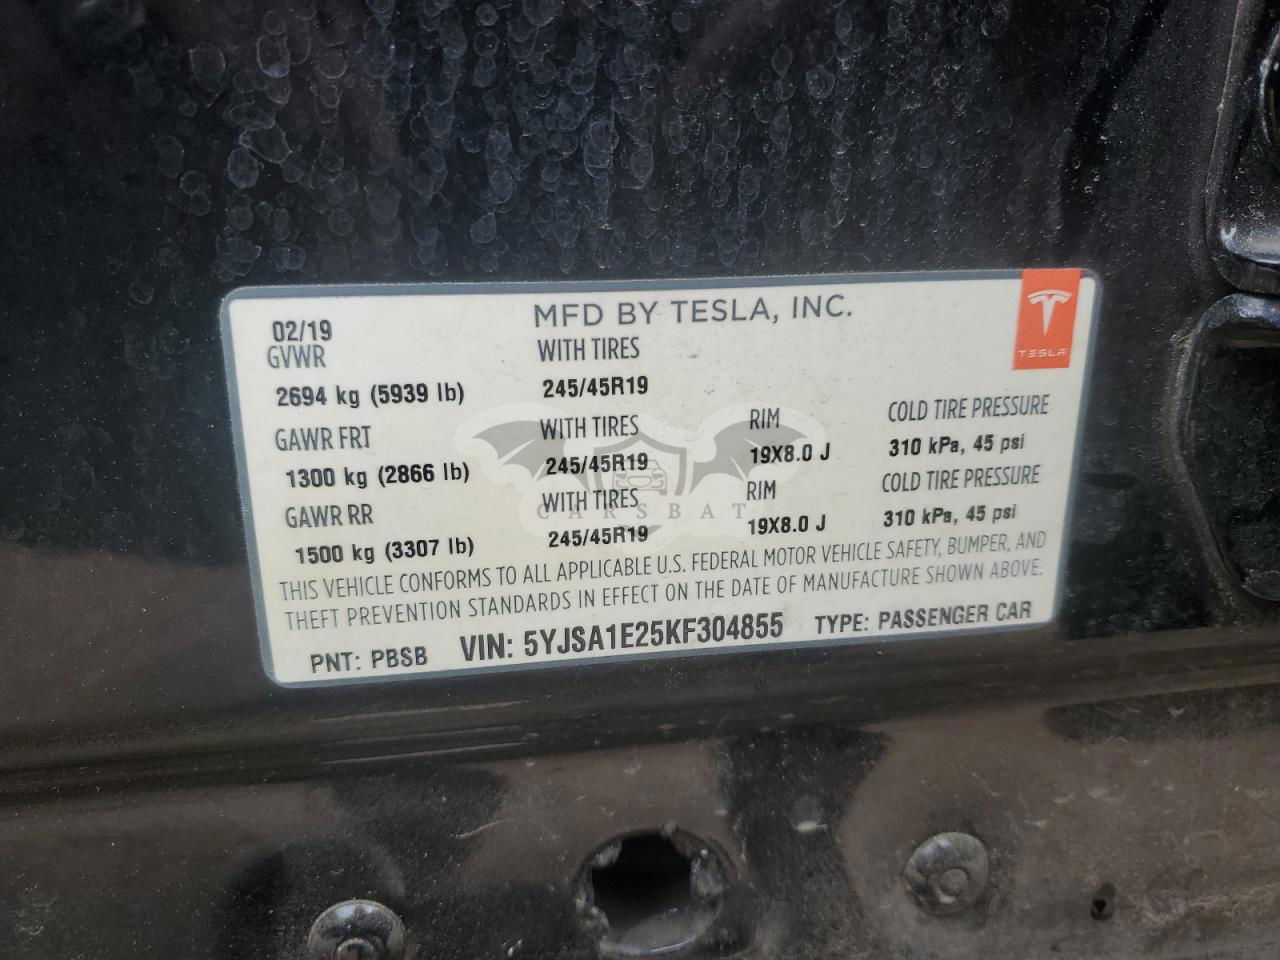 02/19 MFD BY TESLA, INC.
TESLA
GVWR WITH TIRES
2694 kg (5939 lb) 245/45R19
GAWR FRT WITH TIRES RIM COLD TIRE PRESSURE
1300 kg (2866 lb) 245/45R19 19X8.0 J 310 kPa, 45 psi
GAWR RR WITH TIRES RIM COLD TIRE PRESSURE
1500 kg (3307 lb) 245/45R19 19X8.0 J 310 kPa, 45 psi
CARSBAT
THIS VEHICLE CONFORMS TO ALL APPLICABLE U.S. FEDERAL MOTOR VEHICLE SAFETY, BUMPER, AND
THEFT PREVENTION STANDARDS IN EFFECT ON THE DATE OF MANUFACTURE SHOWN ABOVE.
PNT: PBSB VIN: 5YJSA1E25KF304855 TYPE: PASSENGER CAR